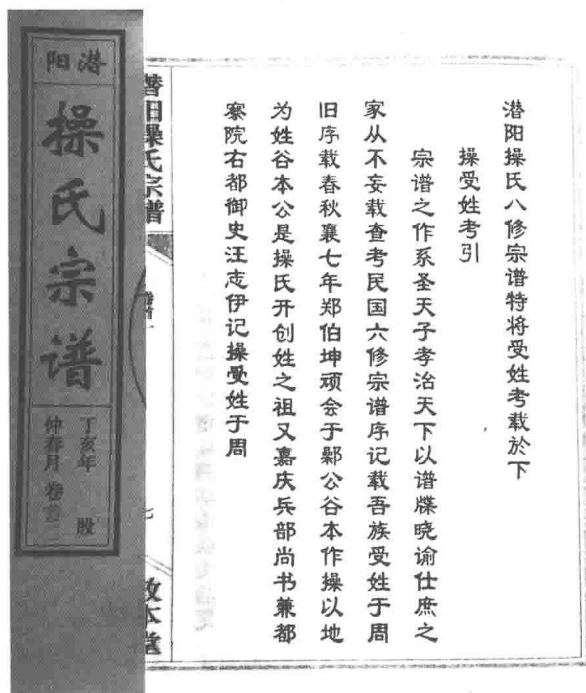 潜阳操氏八修宗谱特将受姓考载於下
操受姓考引
宗谱之作系圣天子孝治天下以谱牒晓谕仕庶之
家从不妄载查考民国六修宗谱序记载吾族受姓于周
旧序载春秋襄七年郑伯坤顽会于鄵公谷本作操以地
为姓谷本公是操氏开创姓之祖又嘉庆兵部尚书兼都
察院右都御史汪志伊记操受姓于周
潜阳操氏宗谱
七
敦本堂
潜阳
操氏宗谱
丁亥年 股
仲春月 卷首二